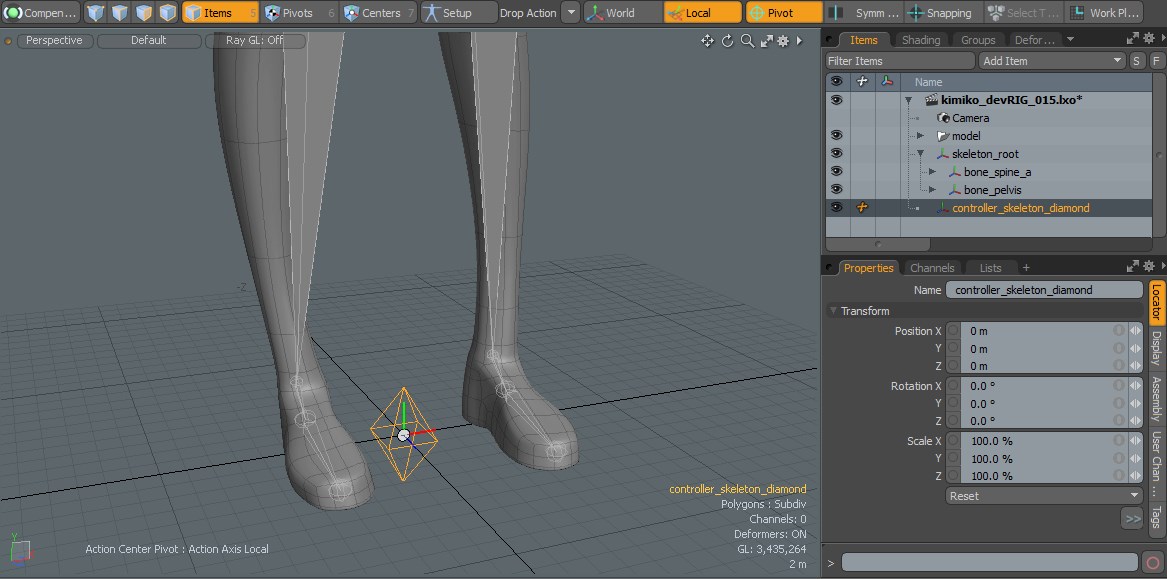 Compen... Items 5 Pivots 6 Centers 7 Setup Drop Action World Local Pivot Symm ... Snapping Select T ... Work Pl...
Perspective Default Ray GL: Off
Items Shading Groups Defor...
Filter Items Add Item S F
Name
kimiko_devRIG_015.lxo*
Camera
model
skeleton_root
bone_spine_a
bone_pelvis
controller_skeleton_diamond
Properties Channels Lists +
Name controller_skeleton_diamond
Transform
Position X 0 m
Y 0 m
Z 0 m
Rotation X 0.0 °
Y 0.0 °
Z 0.0 °
Scale X 100.0 %
Y 100.0 %
Z 100.0 %
Reset
>>
Locator
Display
Assembly
User Chan ...
Tags
-Z
controller_skeleton_diamond
Polygons : Subdiv
Channels: 0
Deformers: ON
GL: 3,435,264
2 m
Y
Action Center Pivot : Action Axis Local
>